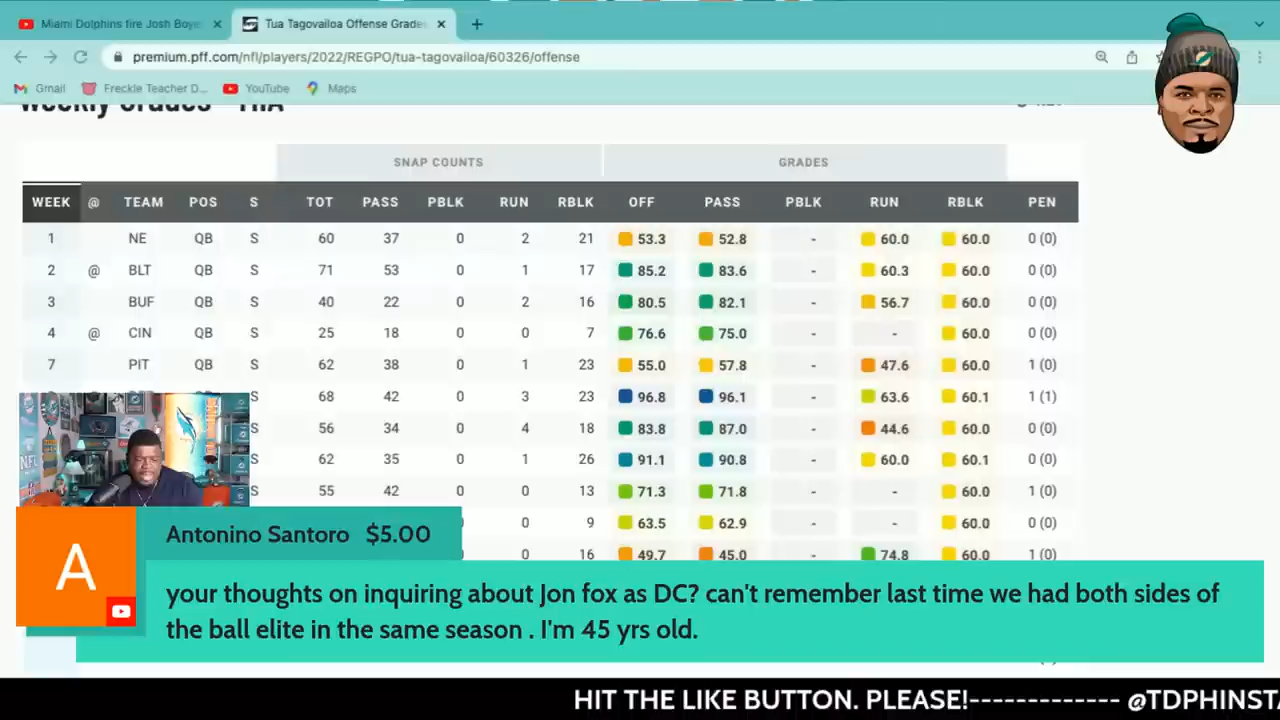 Miami Dolphins fire Josh Boye
Tua Tagovailoa Offense Grades
premium.pff.com/nfl/players/2022/REGPO/tua-tagovailoa/60326/offense
Gmail Freckle Teacher D... YouTube Maps
Weekly Grades - TUA
SNAP COUNTS GRADES
WEEK @ TEAM POS S TOT PASS PBLK RUN RBLK OFF PASS PBLK RUN RBLK PEN
1 NE QB S 60 37 0 2 21 53.3 52.8 - 60.0 60.0 0 (0)
2 @ BLT QB S 71 53 0 1 17 85.2 83.6 - 60.3 60.0 0 (0)
3 BUF QB S 40 22 0 2 16 80.5 82.1 - 56.7 60.0 0 (0)
4 @ CIN QB S 25 18 0 0 7 76.6 75.0 - - 60.0 0 (0)
7 PIT QB S 62 38 0 1 23 55.0 57.8 - 47.6 60.0 1 (0)
S 68 42 0 3 23 96.8 96.1 - 63.6 60.1 1 (1)
S 56 34 0 4 18 83.8 87.0 - 44.6 60.0 0 (0)
S 62 35 0 1 26 91.1 90.8 - 60.0 60.1 0 (0)
S 55 42 0 0 13 71.3 71.8 - - 60.0 1 (0)
0 9 63.5 62.9 - - 60.0 0 (0)
0 16 49.7 45.0 - 74.8 60.0 1 (0)
NFL
A
Antonino Santoro $5.00
your thoughts on inquiring about Jon fox as DC? can't remember last time we had both sides of
the ball elite in the same season . I'm 45 yrs old.
HIT THE LIKE BUTTON. PLEASE!------------- @TDPHINST